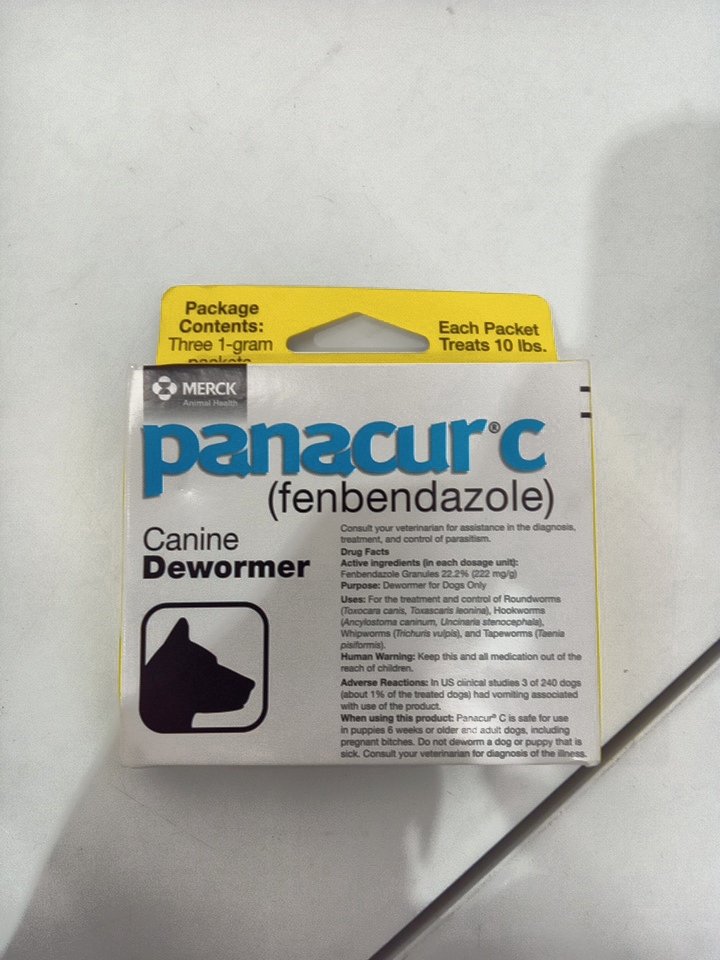 Package
Contents:
Three 1-gram
packets
Each Packet
Treats 10 lbs.
MERCK
Animal Health
panacur® c
(fenbendazole)
Canine
Dewormer
Consult your veterinarian for assistance in the diagnosis,
treatment, and control of parasitism.
Drug Facts
Active ingredients (in each dosage unit):
Fenbendazole Granules 22.2% (222 mg/g)
Purpose: Dewormer for Dogs Only
Uses: For the treatment and control of Roundworms
(Toxocara canis, Toxascaris leonina), Hookworms
(Ancylostoma caninum, Uncinaria stenocephala),
Whipworms (Trichuris vulpis), and Tapeworms (Taenia
pisiformis).
Human Warning: Keep this and all medication out of the
reach of children.
Adverse Reactions: In US clinical studies 3 of 240 dogs
(about 1% of the treated dogs) had vomiting associated
with use of the product.
When using this product: Panacur® C is safe for use
in puppies 6 weeks or older and adult dogs, including
pregnant bitches. Do not deworm a dog or puppy that is
sick. Consult your veterinarian for diagnosis of the illness.